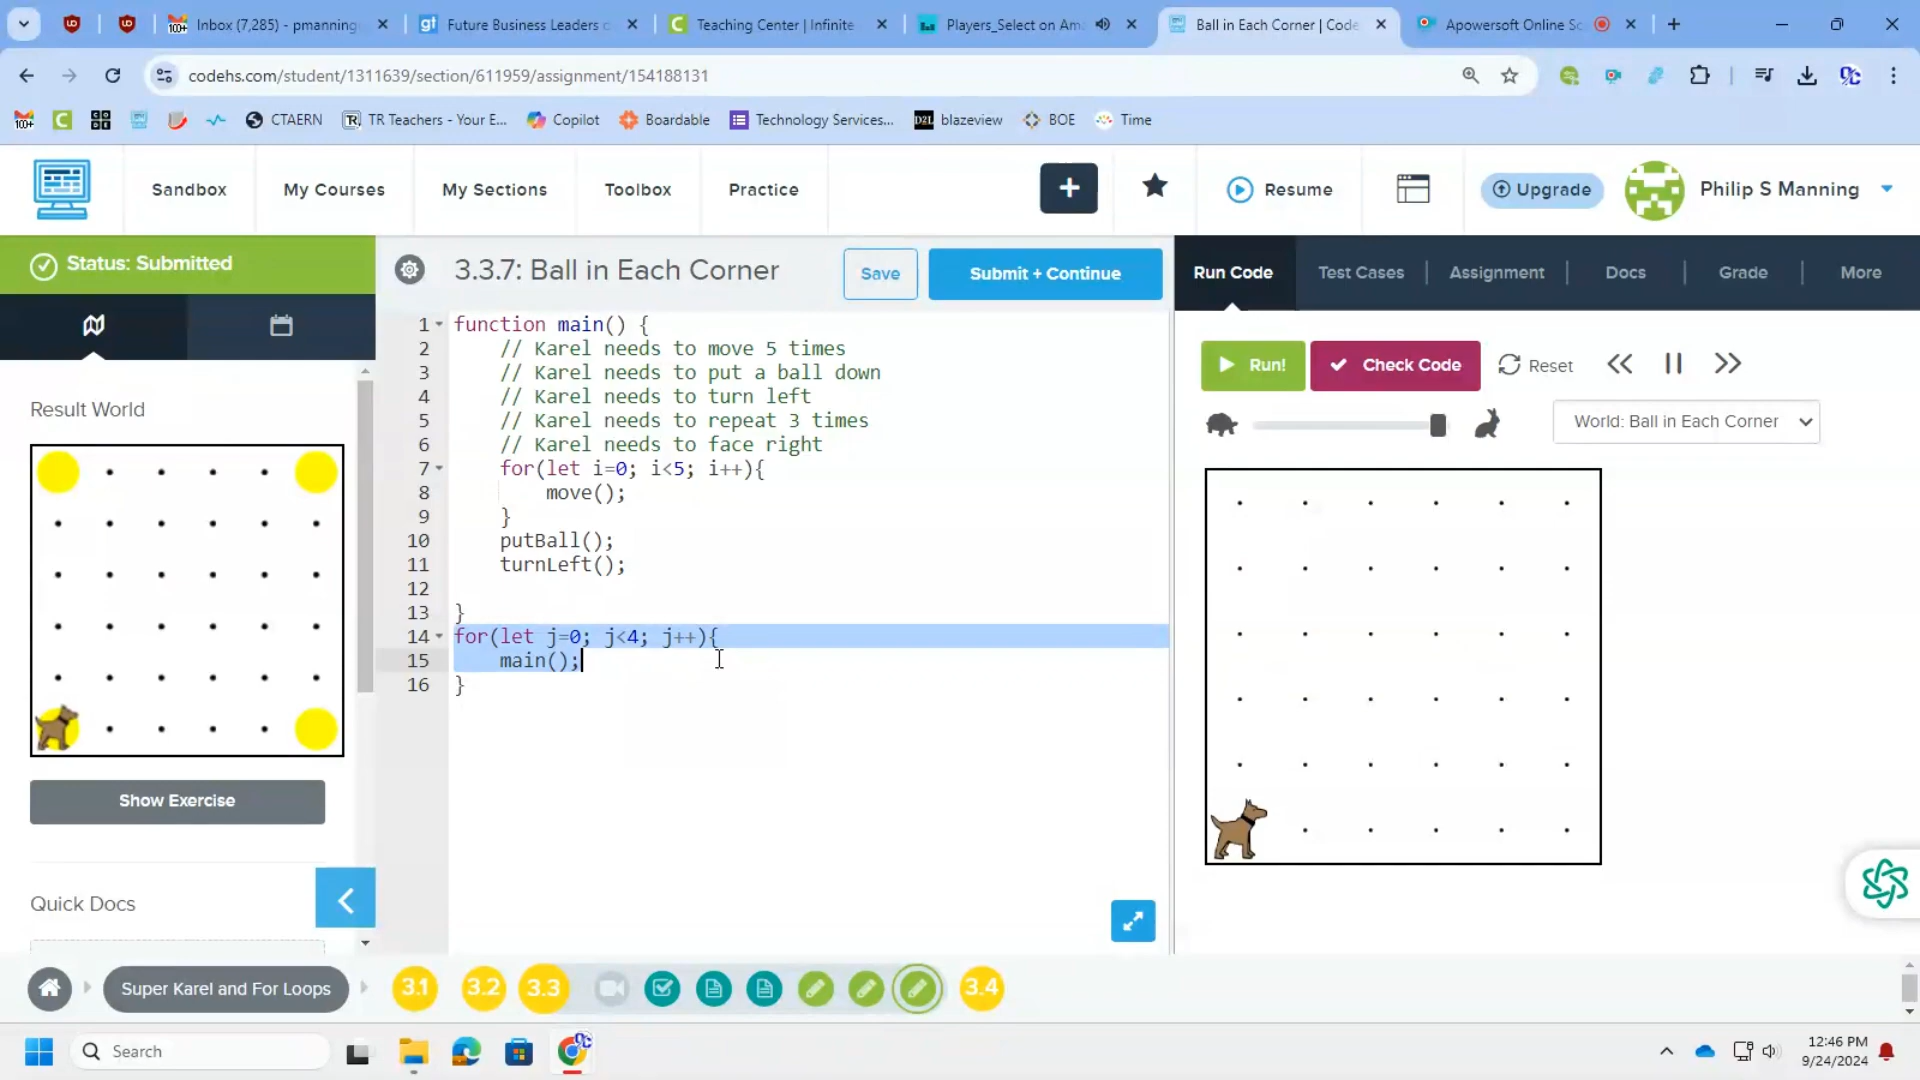 Inbox (7,285) - pmanning
Future Business Leaders o
Teaching Center | Infinite
Players_Select on Am
Ball in Each Corner | Code
Apowersoft Online Sc
codehs.com/student/1311639/section/611959/assignment/154188131
CTAERN
TR Teachers - Your E...
Copilot
Boardable
Technology Services...
blazeview
BOE
Time
Sandbox
My Courses
My Sections
Toolbox
Practice
Resume
Upgrade
Philip S Manning
Status: Submitted
3.3.7: Ball in Each Corner
Save
Submit + Continue
Run Code
Test Cases
Assignment
Docs
Grade
More
Result World
Show Exercise
Quick Docs
1 function main() {
2 // Karel needs to move 5 times
3 // Karel needs to put a ball down
4 // Karel needs to turn left
5 // Karel needs to repeat 3 times
6 // Karel needs to face right
7 for(let i=0; i<5; i++){
8 move();
9 }
10 putBall();
11 turnLeft();
12
13 }
14 for(let j=0; j<4; j++){
15 main();
16 }
Run!
Check Code
Reset
World: Ball in Each Corner
Super Karel and For Loops
3.1
3.2
3.3
3.4
Search
12:46 PM
9/24/2024